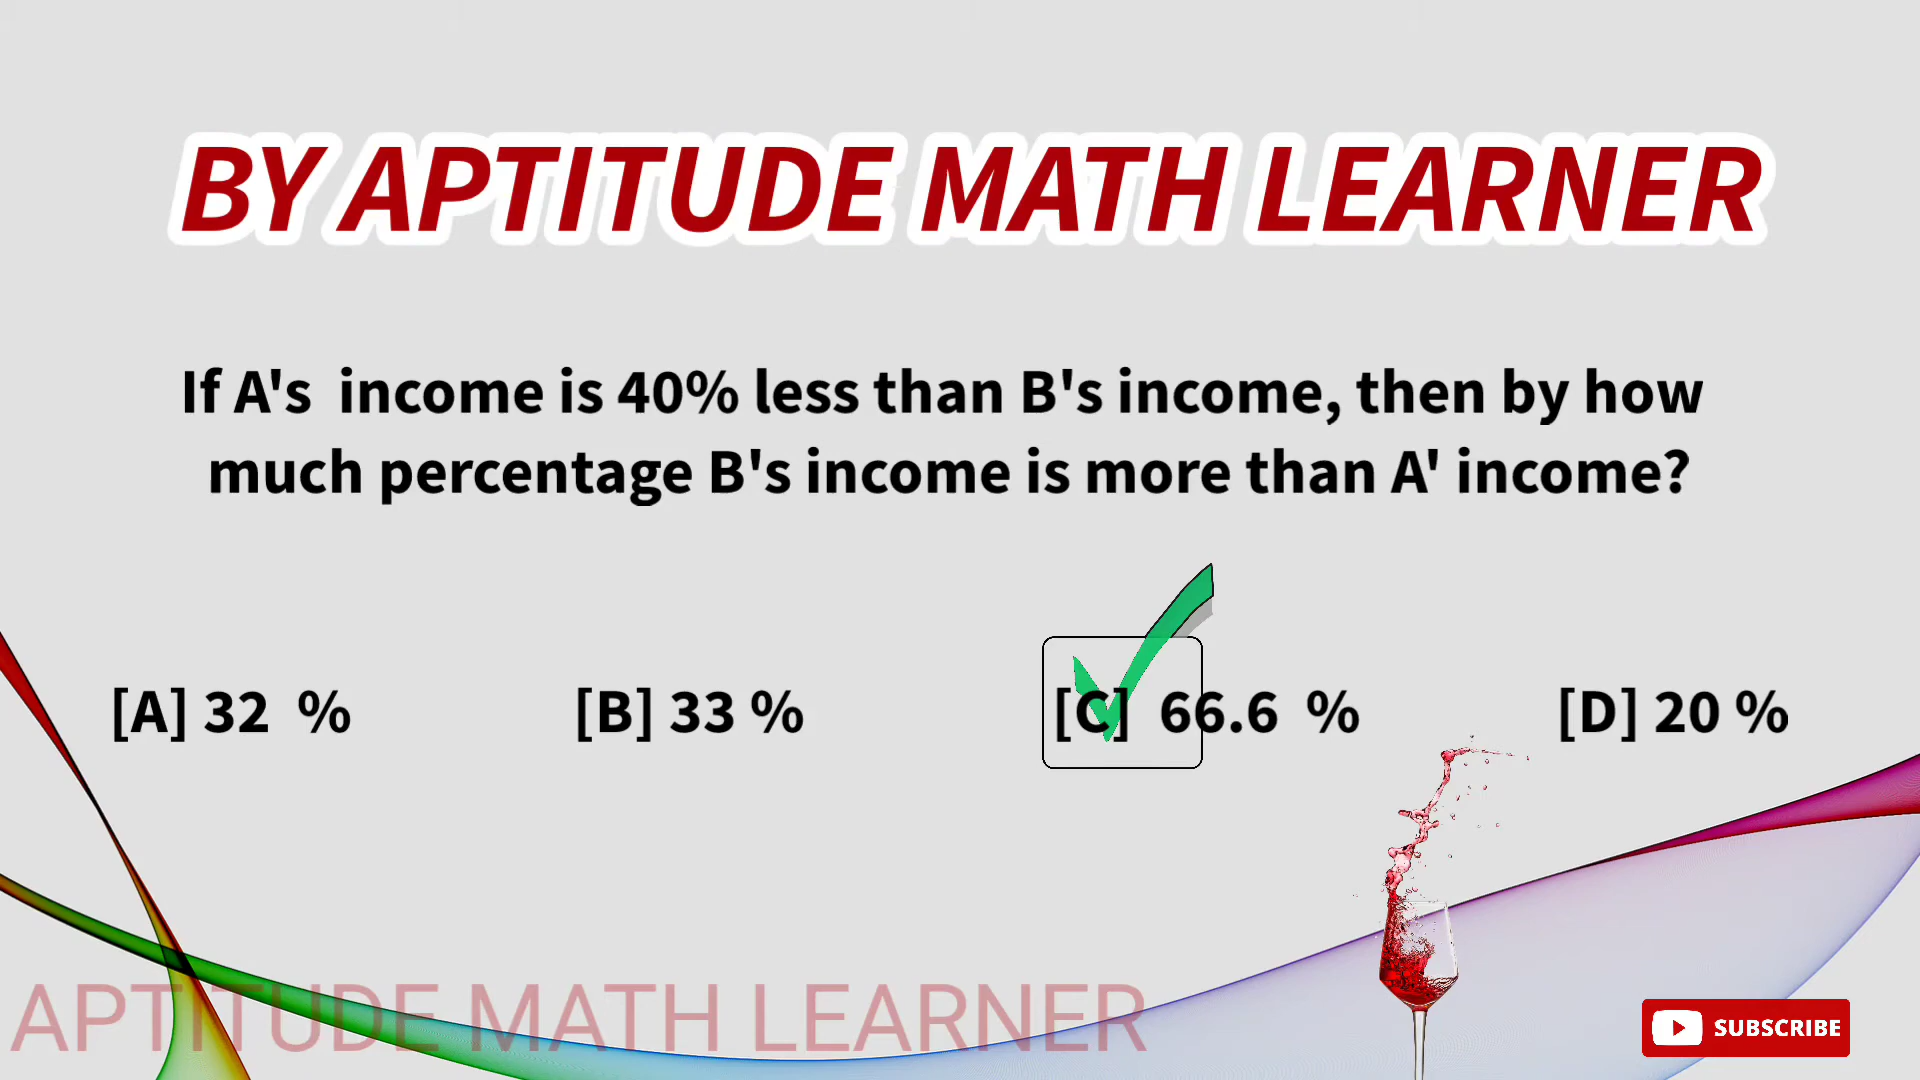 BY APTITUDE MATH LEARNER
If A's income is 40% less than B's income, then by how
much percentage B's income is more than A' income?
[A] 32 % [B] 33 % [C] 66.6 % [D] 20 %
APTITUDE MATH LEARNER
SUBSCRIBE